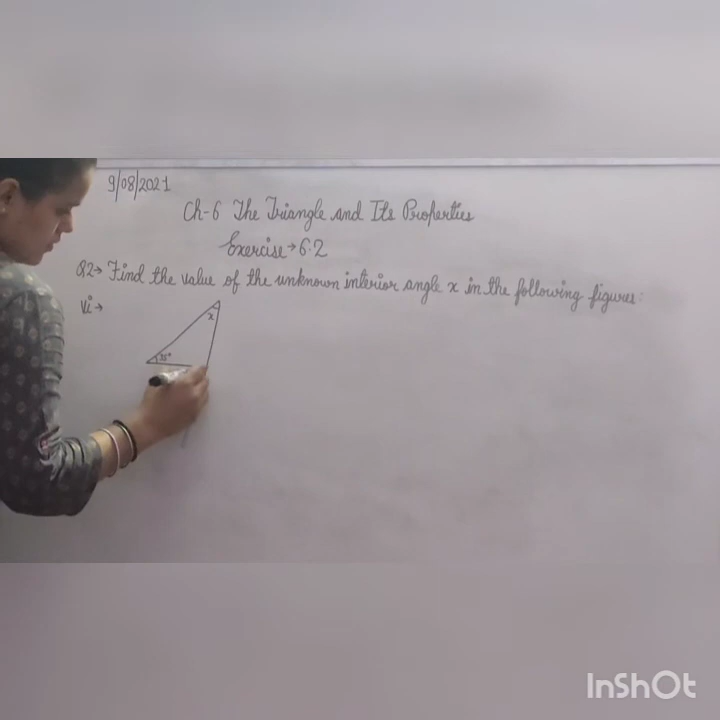 9/08/2021
Ch-6 The Triangle and Its Properties
Exercise → 6.2
Q2→ Find the value of the unknown interior angle x in the following figures:
Vi→
x
35°
InShOt